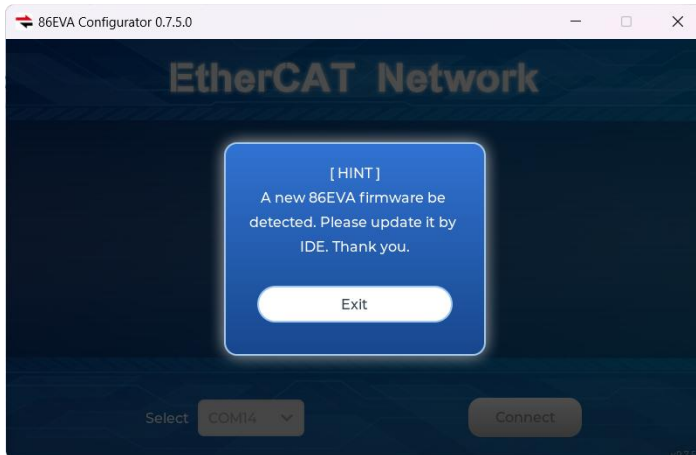 86EVA Configurator 0.7.5.0
EtherCAT Network
[ HINT ]
A new 86EVA firmware be
detected. Please update it by
IDE. Thank you.
Exit
Select COM14 Connect